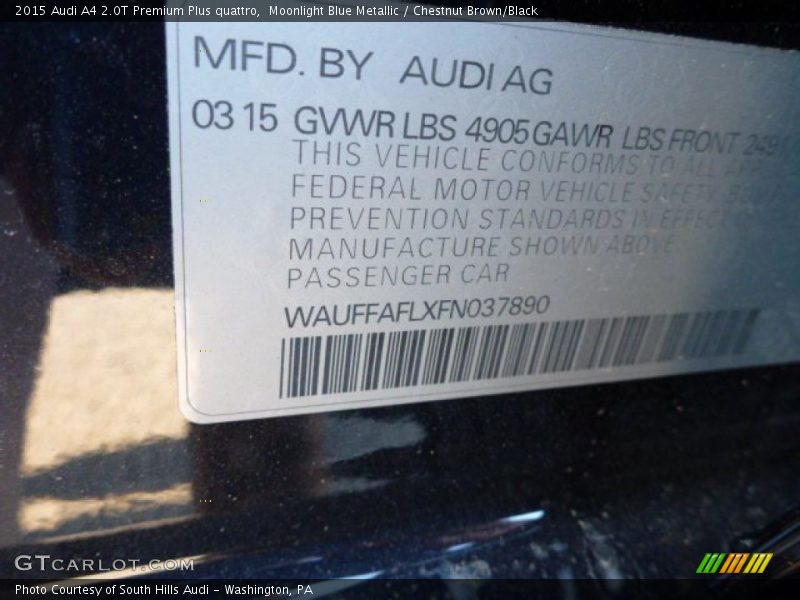 2015 Audi A4 2.0T Premium Plus quattro,  Moonlight Blue Metallic / Chestnut Brown/Black
MFD. BY AUDI AG
03 15 GVWR LBS 4905 GAWR LBS FRONT 2491
THIS VEHICLE CONFORMS TO ALL
FEDERAL MOTOR VEHICLE SAFETY,
PREVENTION STANDARDS IN EFFECT
MANUFACTURE SHOWN ABOVE
PASSENGER CAR
WAUFFAFLXFN037890
GTCARLOT.COM
Photo Courtesy of South Hills Audi - Washington, PA